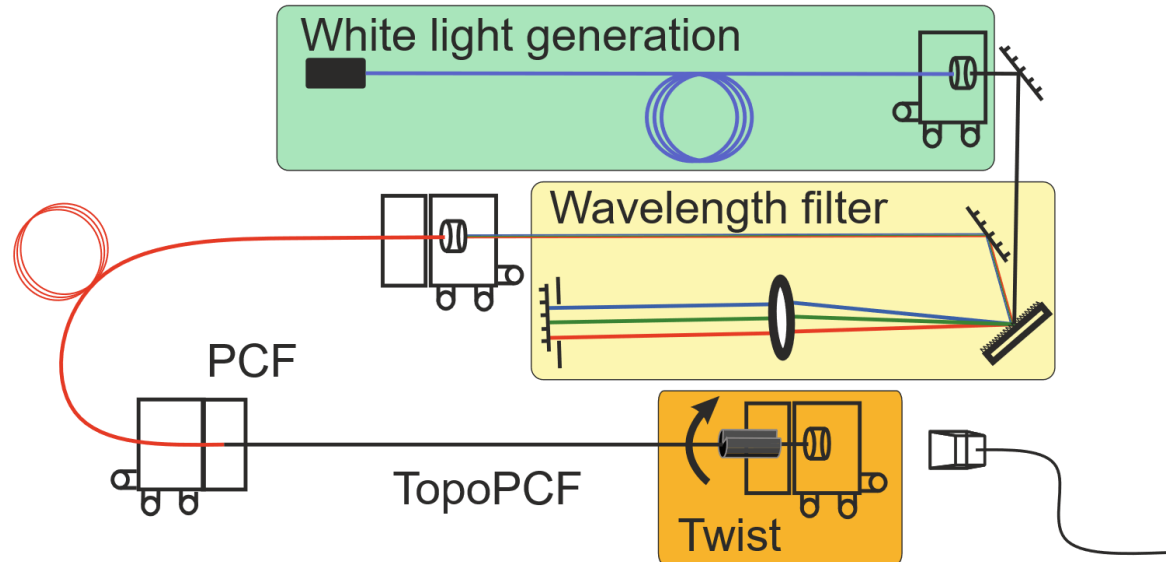 White light generation
Wavelength filter
PCF
TopoPCF
Twist